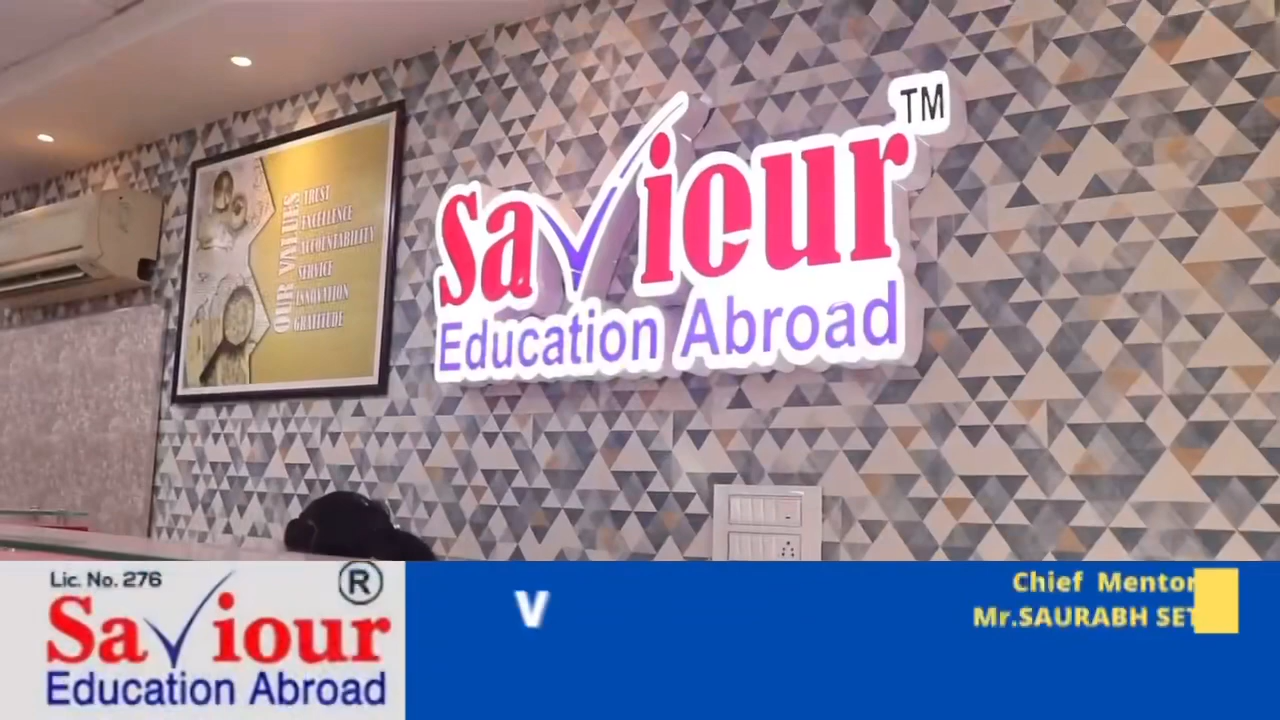 OUR VALUES
TRUST
EXCELLENCE
ACCOUNTABILITY
SERVICE
INNOVATION
GRATITUDE
Saviour TM
Education Abroad
Lic. No. 276
Saviour ®
Education Abroad
V
Chief Mentor
Mr.SAURABH SET